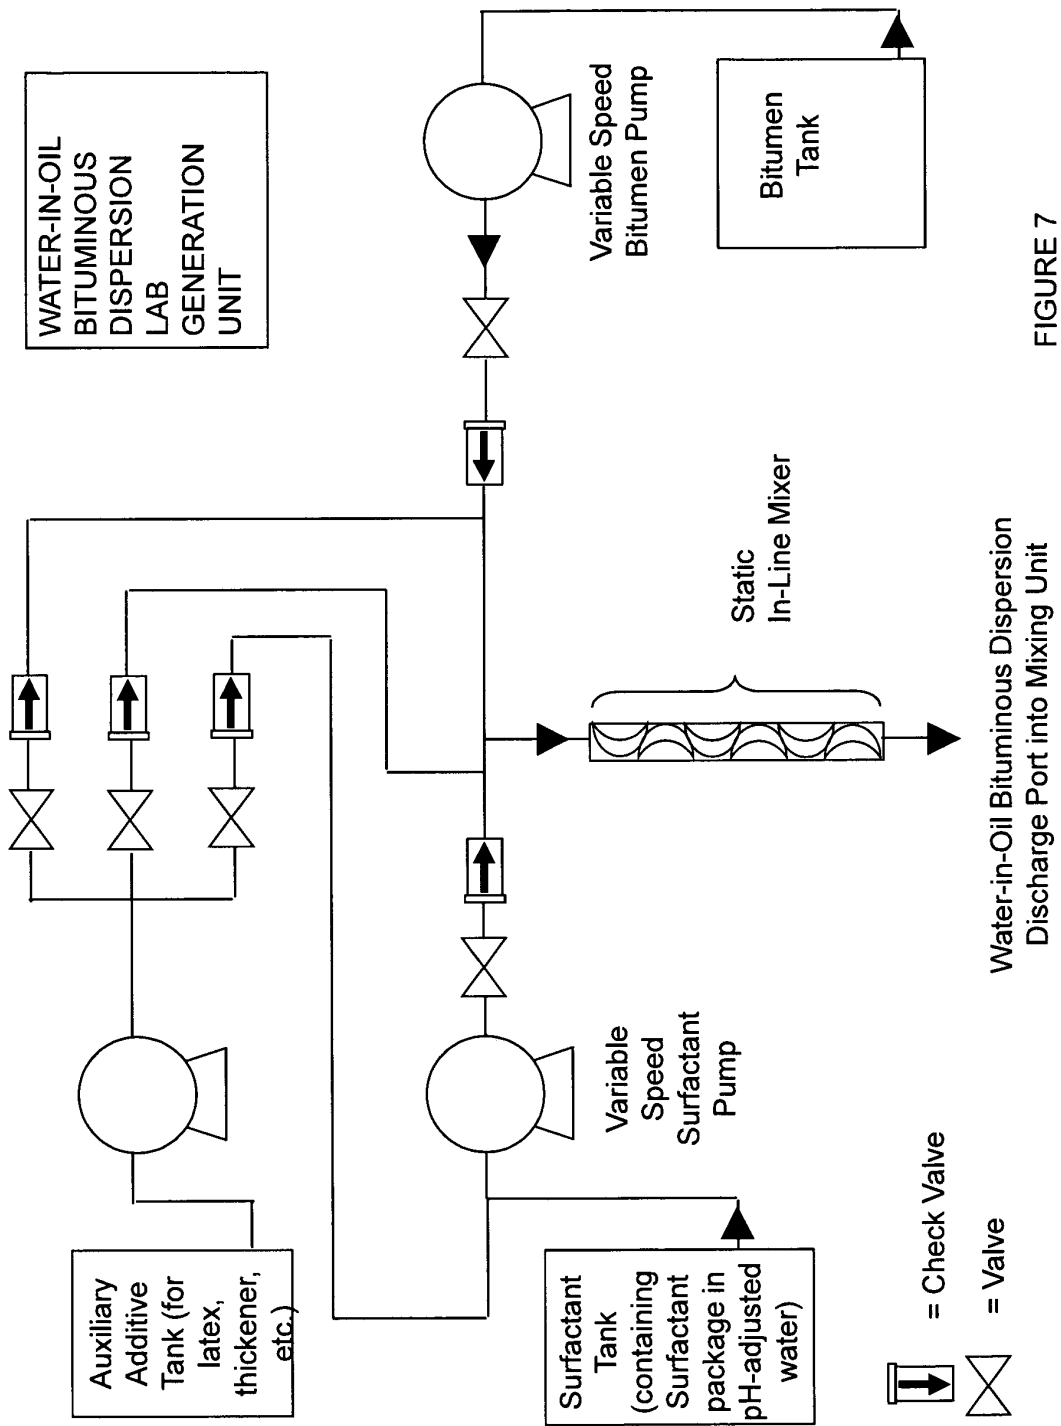 WATER-IN-OIL
BITUMINOUS
DISPERSION
LAB
GENERATION
UNIT
Auxiliary
Additive
Tank (for
latex,
thickener,
etc.)
Variable Speed
Bitumen Pump
Bitumen
Tank
Static
In-Line Mixer
Variable
Speed
Surfactant
Pump
Surfactant
Tank
(containing
Surfactant
package in
pH-adjusted
water)
= Check Valve
= Valve
Water-in-Oil Bituminous Dispersion
Discharge Port into Mixing Unit
FIGURE 7